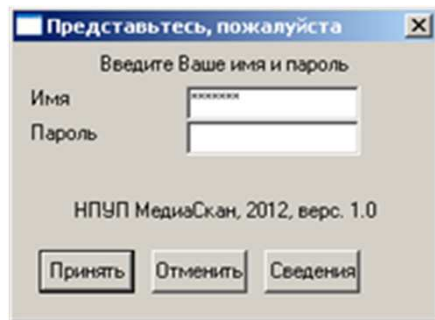 Представьтесь, пожалуйста
Введите Ваше имя и пароль
Имя
×××××××
Пароль
НПУП МедиаСкан, 2012, верс. 1.0
Принять Отменить Сведения